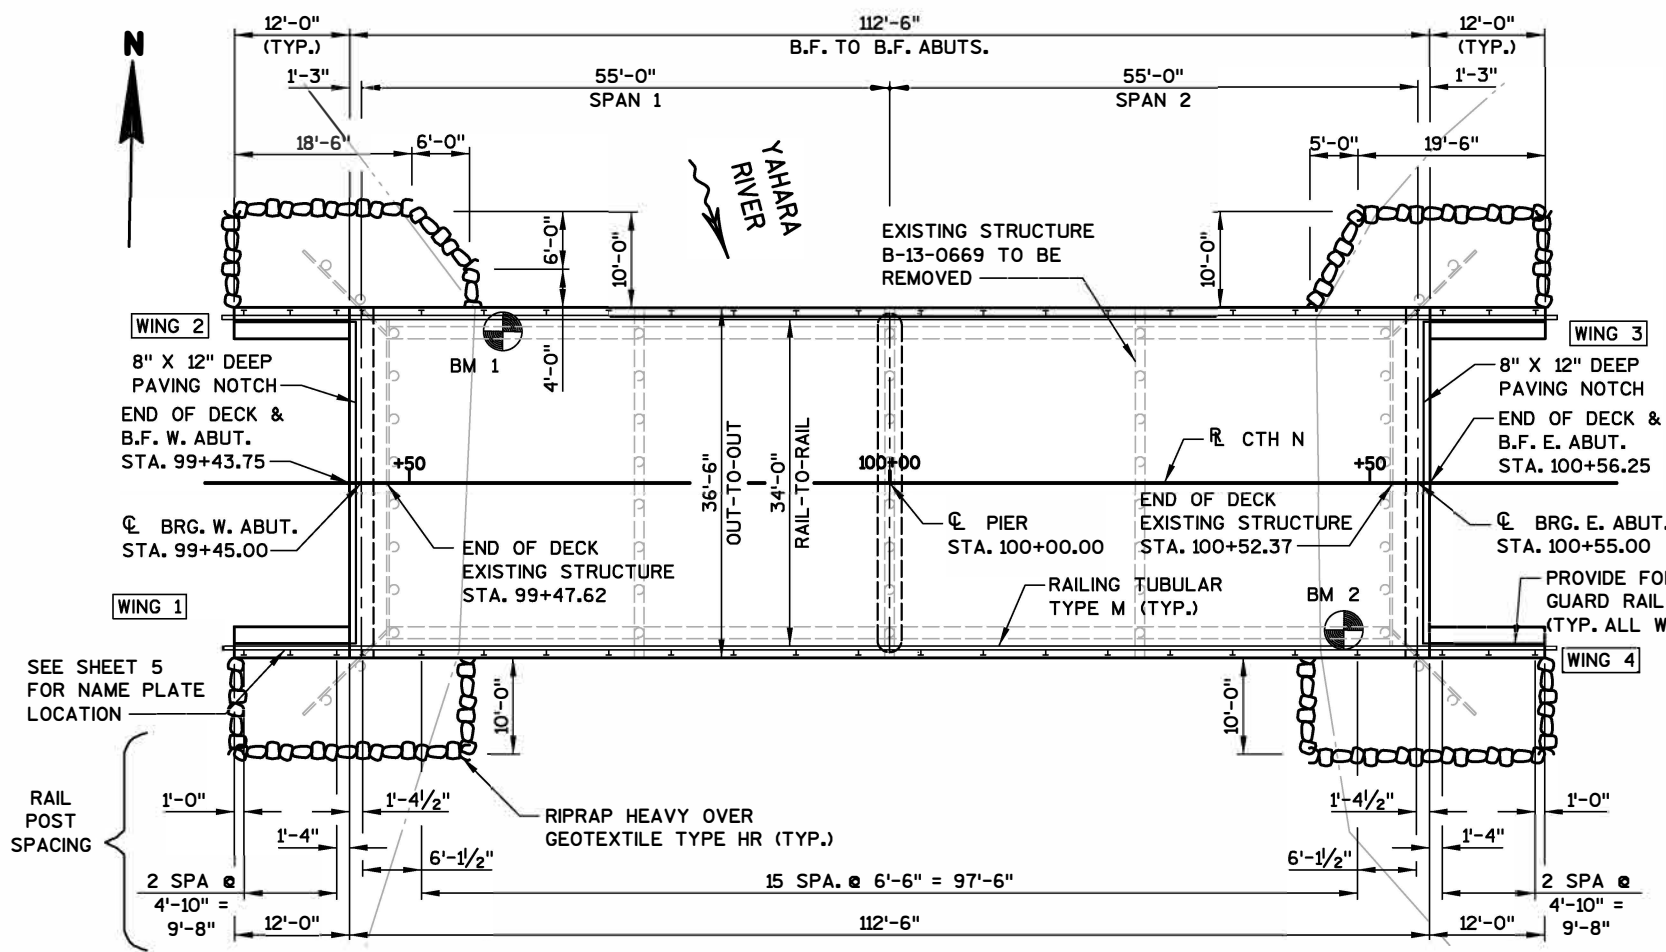 N
12'-0"
(TYP.)
112'-6"
B.F. TO B.F. ABUTS.
12'-0"
(TYP.)
1'-3"
55'-0"
SPAN 1
55'-0"
SPAN 2
1'-3"
18'-6"
6'-0"
5'-0"
19'-6"
YAHARA
RIVER
6'-0"
4'-0"
10'-0"
10'-0"
EXISTING STRUCTURE
B-13-0669 TO BE
REMOVED
WING 2
BM 1
WING 3
8" X 12" DEEP
PAVING NOTCH
8" X 12" DEEP
PAVING NOTCH
END OF DECK &
B.F. W. ABUT.
STA. 99+43.75
END OF DECK &
B.F. E. ABUT.
STA. 100+56.25
+50
36'-6"
OUT-TO-OUT
34'-0"
RAIL-TO-RAIL
100+00
RL CTH N
+50
CL BRG. W. ABUT.
STA. 99+45.00
END OF DECK
EXISTING STRUCTURE
STA. 99+47.62
CL PIER
STA. 100+00.00
END OF DECK
EXISTING STRUCTURE
STA. 100+52.37
CL BRG. E. ABUT.
STA. 100+55.00
WING 1
RAILING TUBULAR
TYPE M (TYP.)
BM 2
PROVIDE FO
GUARD RAIL
(TYP. ALL W
WING 4
SEE SHEET 5
FOR NAME PLATE
LOCATION
10'-0"
10'-0"
RAIL
POST
SPACING
1'-0"
1'-4½"
1'-4"
6'-1½"
RIPRAP HEAVY OVER
GEOTEXTILE TYPE HR (TYP.)
1'-4½"
1'-0"
1'-4"
6'-1½"
2 SPA @
4'-10" =
9'-8"
15 SPA. @ 6'-6" = 97'-6"
2 SPA @
4'-10" =
9'-8"
12'-0"
112'-6"
12'-0"